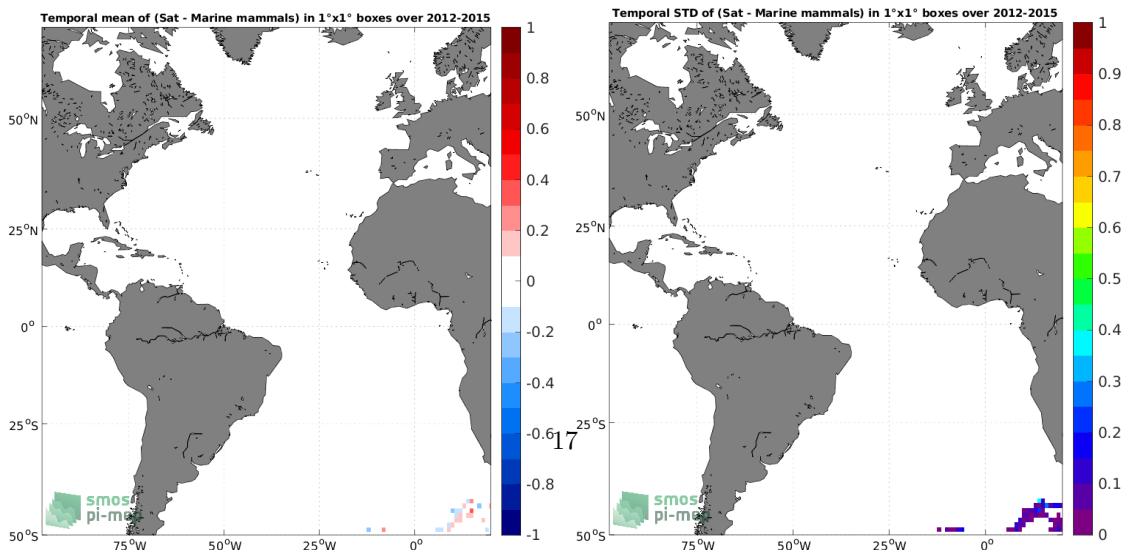 Temporal mean of (Sat - Marine mammals) in 1°x1° boxes over 2012-2015
50°N
25°N
0°
25°S
50°S
75°W
50°W
25°W
0°
1
0.8
0.6
0.4
0.2
0
-0.2
-0.4
-0.6
-0.8
-1
smos
pi-me
17
Temporal STD of (Sat - Marine mammals) in 1°x1° boxes over 2012-2015
50°N
25°N
0°
25°S
50°S
75°W
50°W
25°W
0°
1
0.9
0.8
0.7
0.6
0.5
0.4
0.3
0.2
0.1
0
smos
pi-me